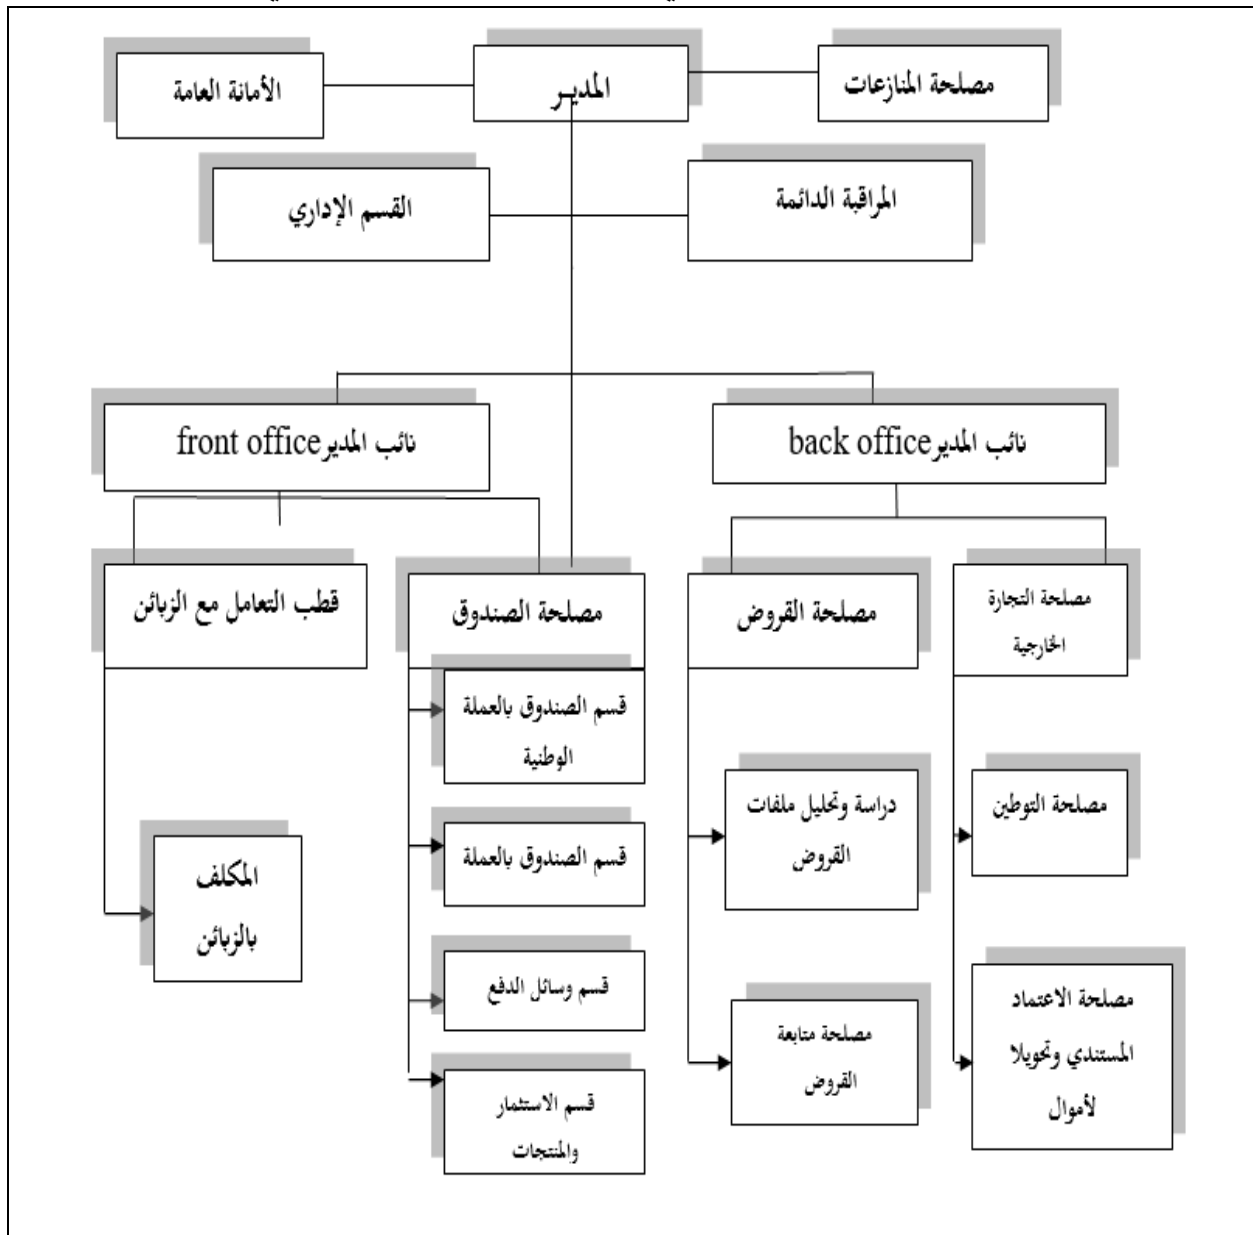 مصلحة المنازعات
المديـر
الأمانة العامة
المراقبة الدائمة
القسم الإداري
نائب المدير back office
نائب المدير front office
مصلحة التجارة
الخارجية
مصلحة القروض
مصلحة الصندوق
قطب التعامل مع الزبائن
قسم الصندوق بالعملة
الوطنية
مصلحة التوطين
دراسة وتحليل ملفات
القروض
قسم الصندوق بالعملة
المكلف
بالزبائن
قسم وسائل الدفع
مصلحة الاعتماد
المستندي وتحويلا
لأموال
مصلحة متابعة
القروض
قسم الاستثمار
والمنتجات